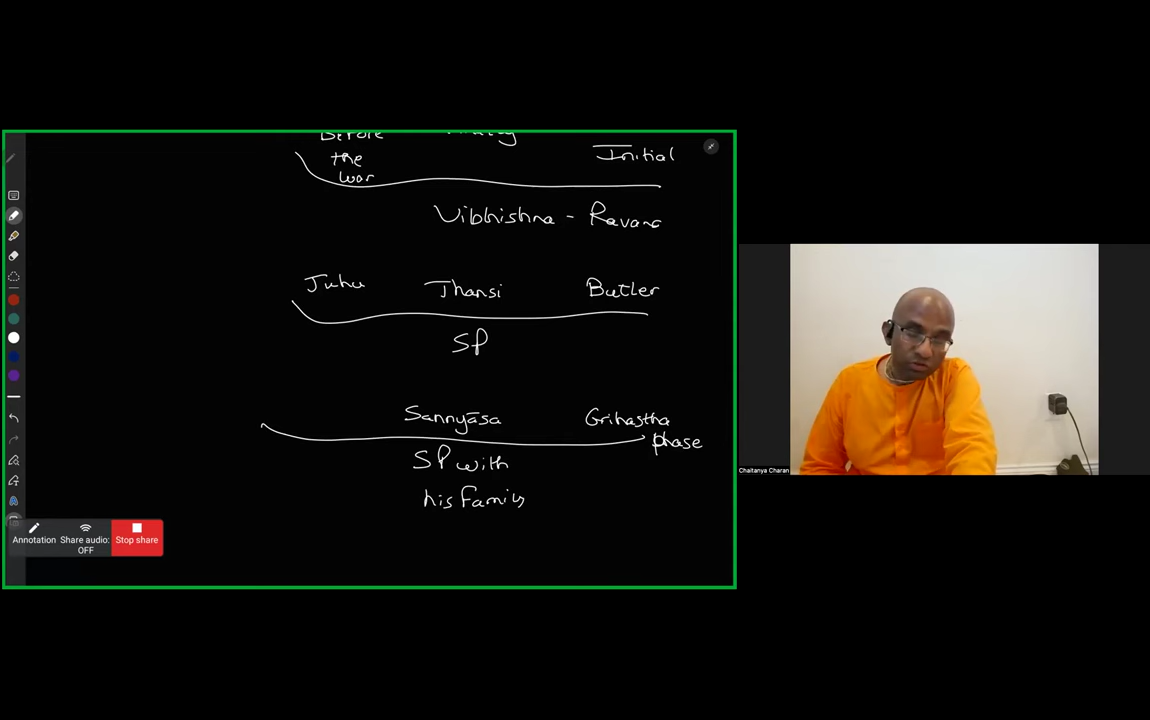 Before
the
war
Initial
Vibhishna - Ravana
Juhu Jhansi Butler
SP
Sannyāsa Grihastha
phase
SP with
his Family
Annotation Share audio: OFF Stop share
Chaitanya Charan